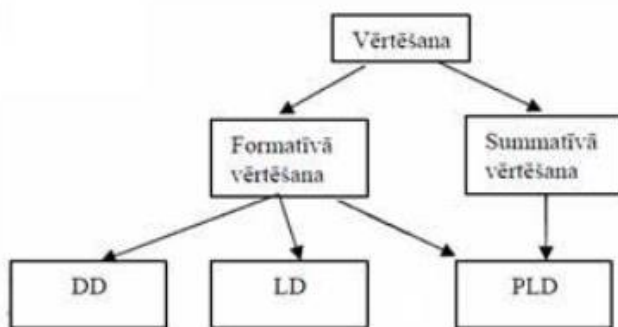 Vērtēšana
Formatīvā
vērtēšana
Summatīvā
vērtēšana
DD
LD
PLD